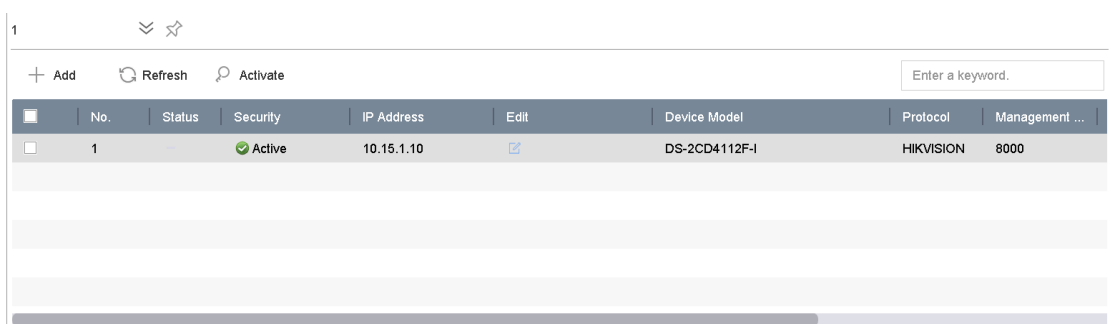 1
Add Refresh Activate Enter a keyword.
No. Status Security IP Address Edit Device Model Protocol Management ...
1 — Active 10.15.1.10 DS-2CD4112F-I HIKVISION 8000